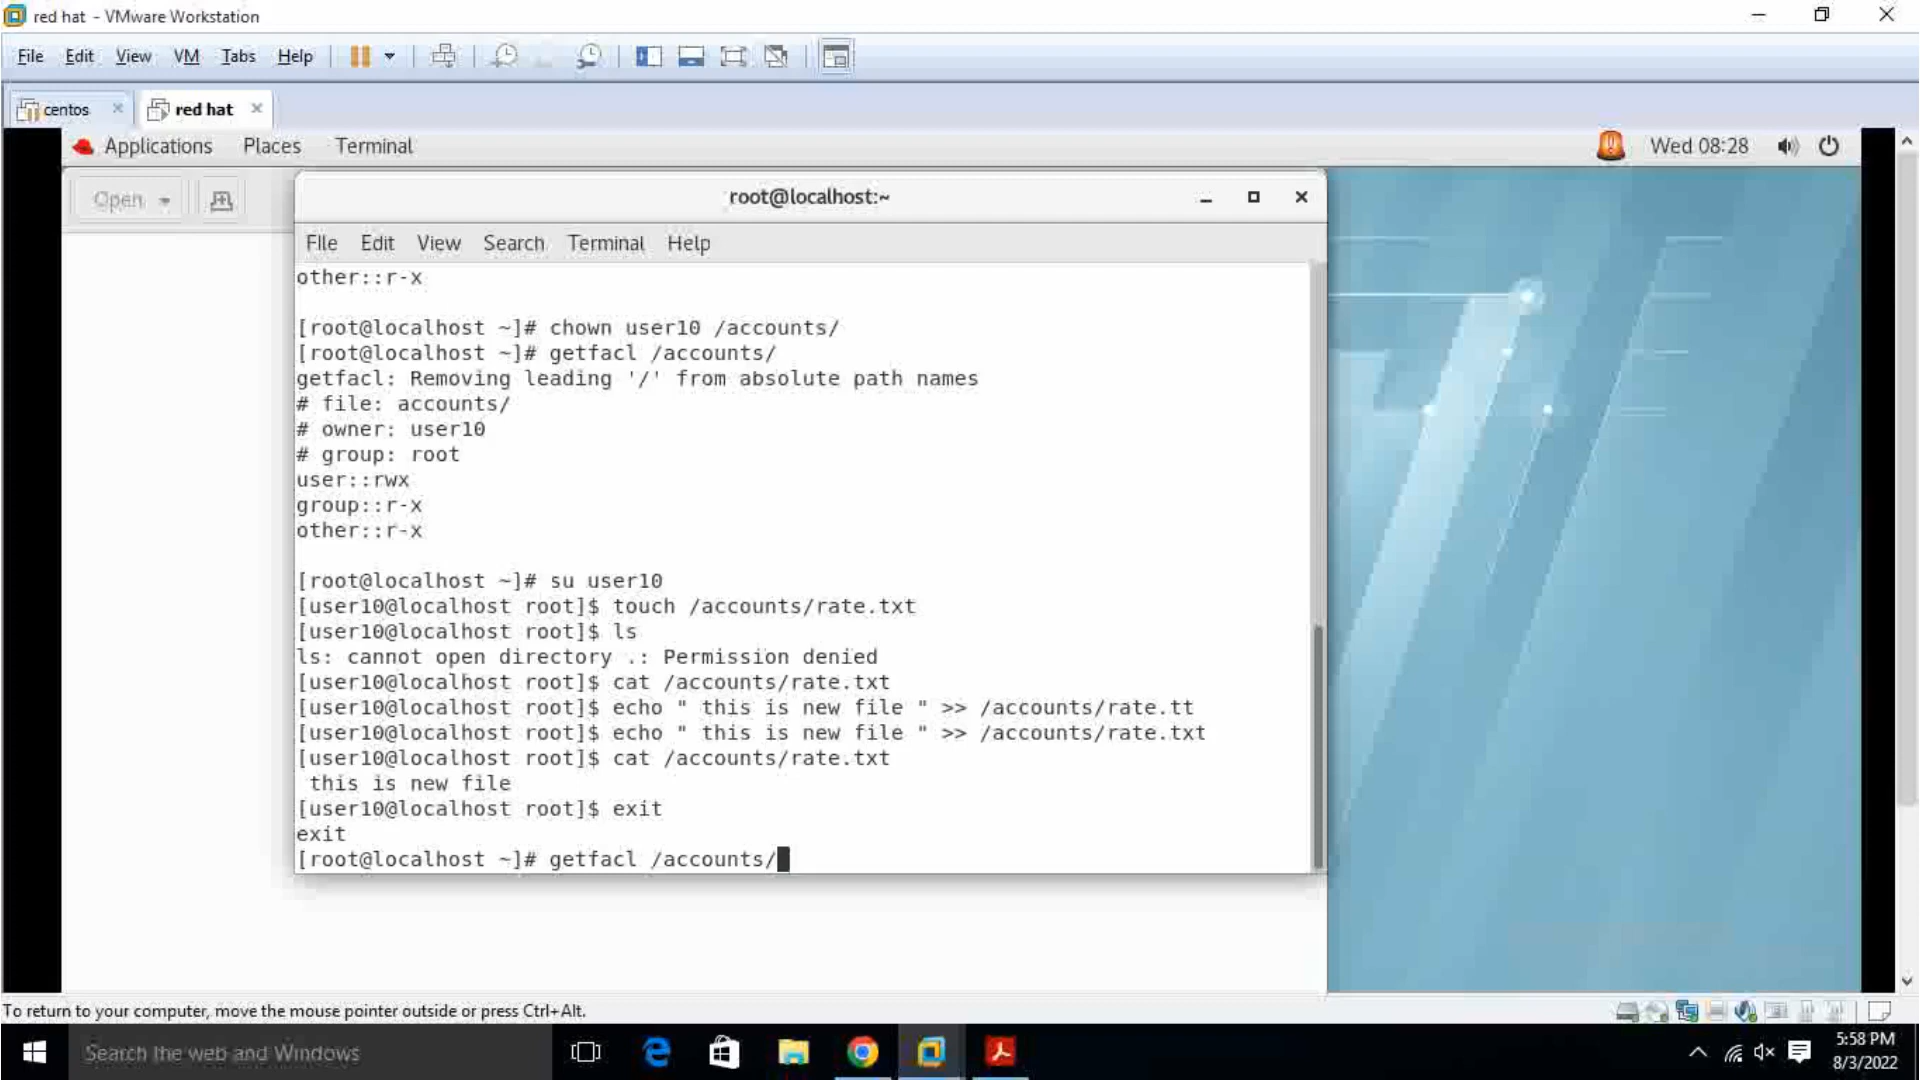 red hat - VMware Workstation
File Edit View VM Tabs Help
centos red hat
Applications Places Terminal Wed 08:28
Open
root@localhost:~
File Edit View Search Terminal Help
other::r-x
[root@localhost ~]# chown user10 /accounts/
[root@localhost ~]# getfacl /accounts/
getfacl: Removing leading '/' from absolute path names
# file: accounts/
# owner: user10
# group: root
user::rwx
group::r-x
other::r-x
[root@localhost ~]# su user10
[user10@localhost root]$ touch /accounts/rate.txt
[user10@localhost root]$ ls
ls: cannot open directory .: Permission denied
[user10@localhost root]$ cat /accounts/rate.txt
[user10@localhost root]$ echo " this is new file " >> /accounts/rate.tt
[user10@localhost root]$ echo " this is new file " >> /accounts/rate.txt
[user10@localhost root]$ cat /accounts/rate.txt
this is new file
[user10@localhost root]$ exit
exit
[root@localhost ~]# getfacl /accounts/
To return to your computer, move the mouse pointer outside or press Ctrl+Alt.
Search the web and Windows
5:58 PM
8/3/2022